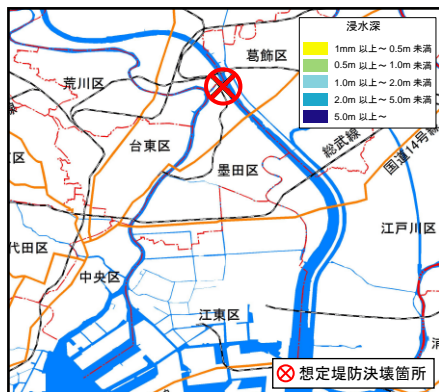 浸水深
1mm 以上～ 0.5m 未満
0.5m 以上～ 1.0m 未満
1.0m 以上～ 2.0m 未満
2.0m 以上～ 5.0m 未満
5.0m 以上～
葛飾区
荒川区
台東区
墨田区
総武線
国道14号線
江戸川区
代田区
中央区
江東区
想定堤防決壊箇所